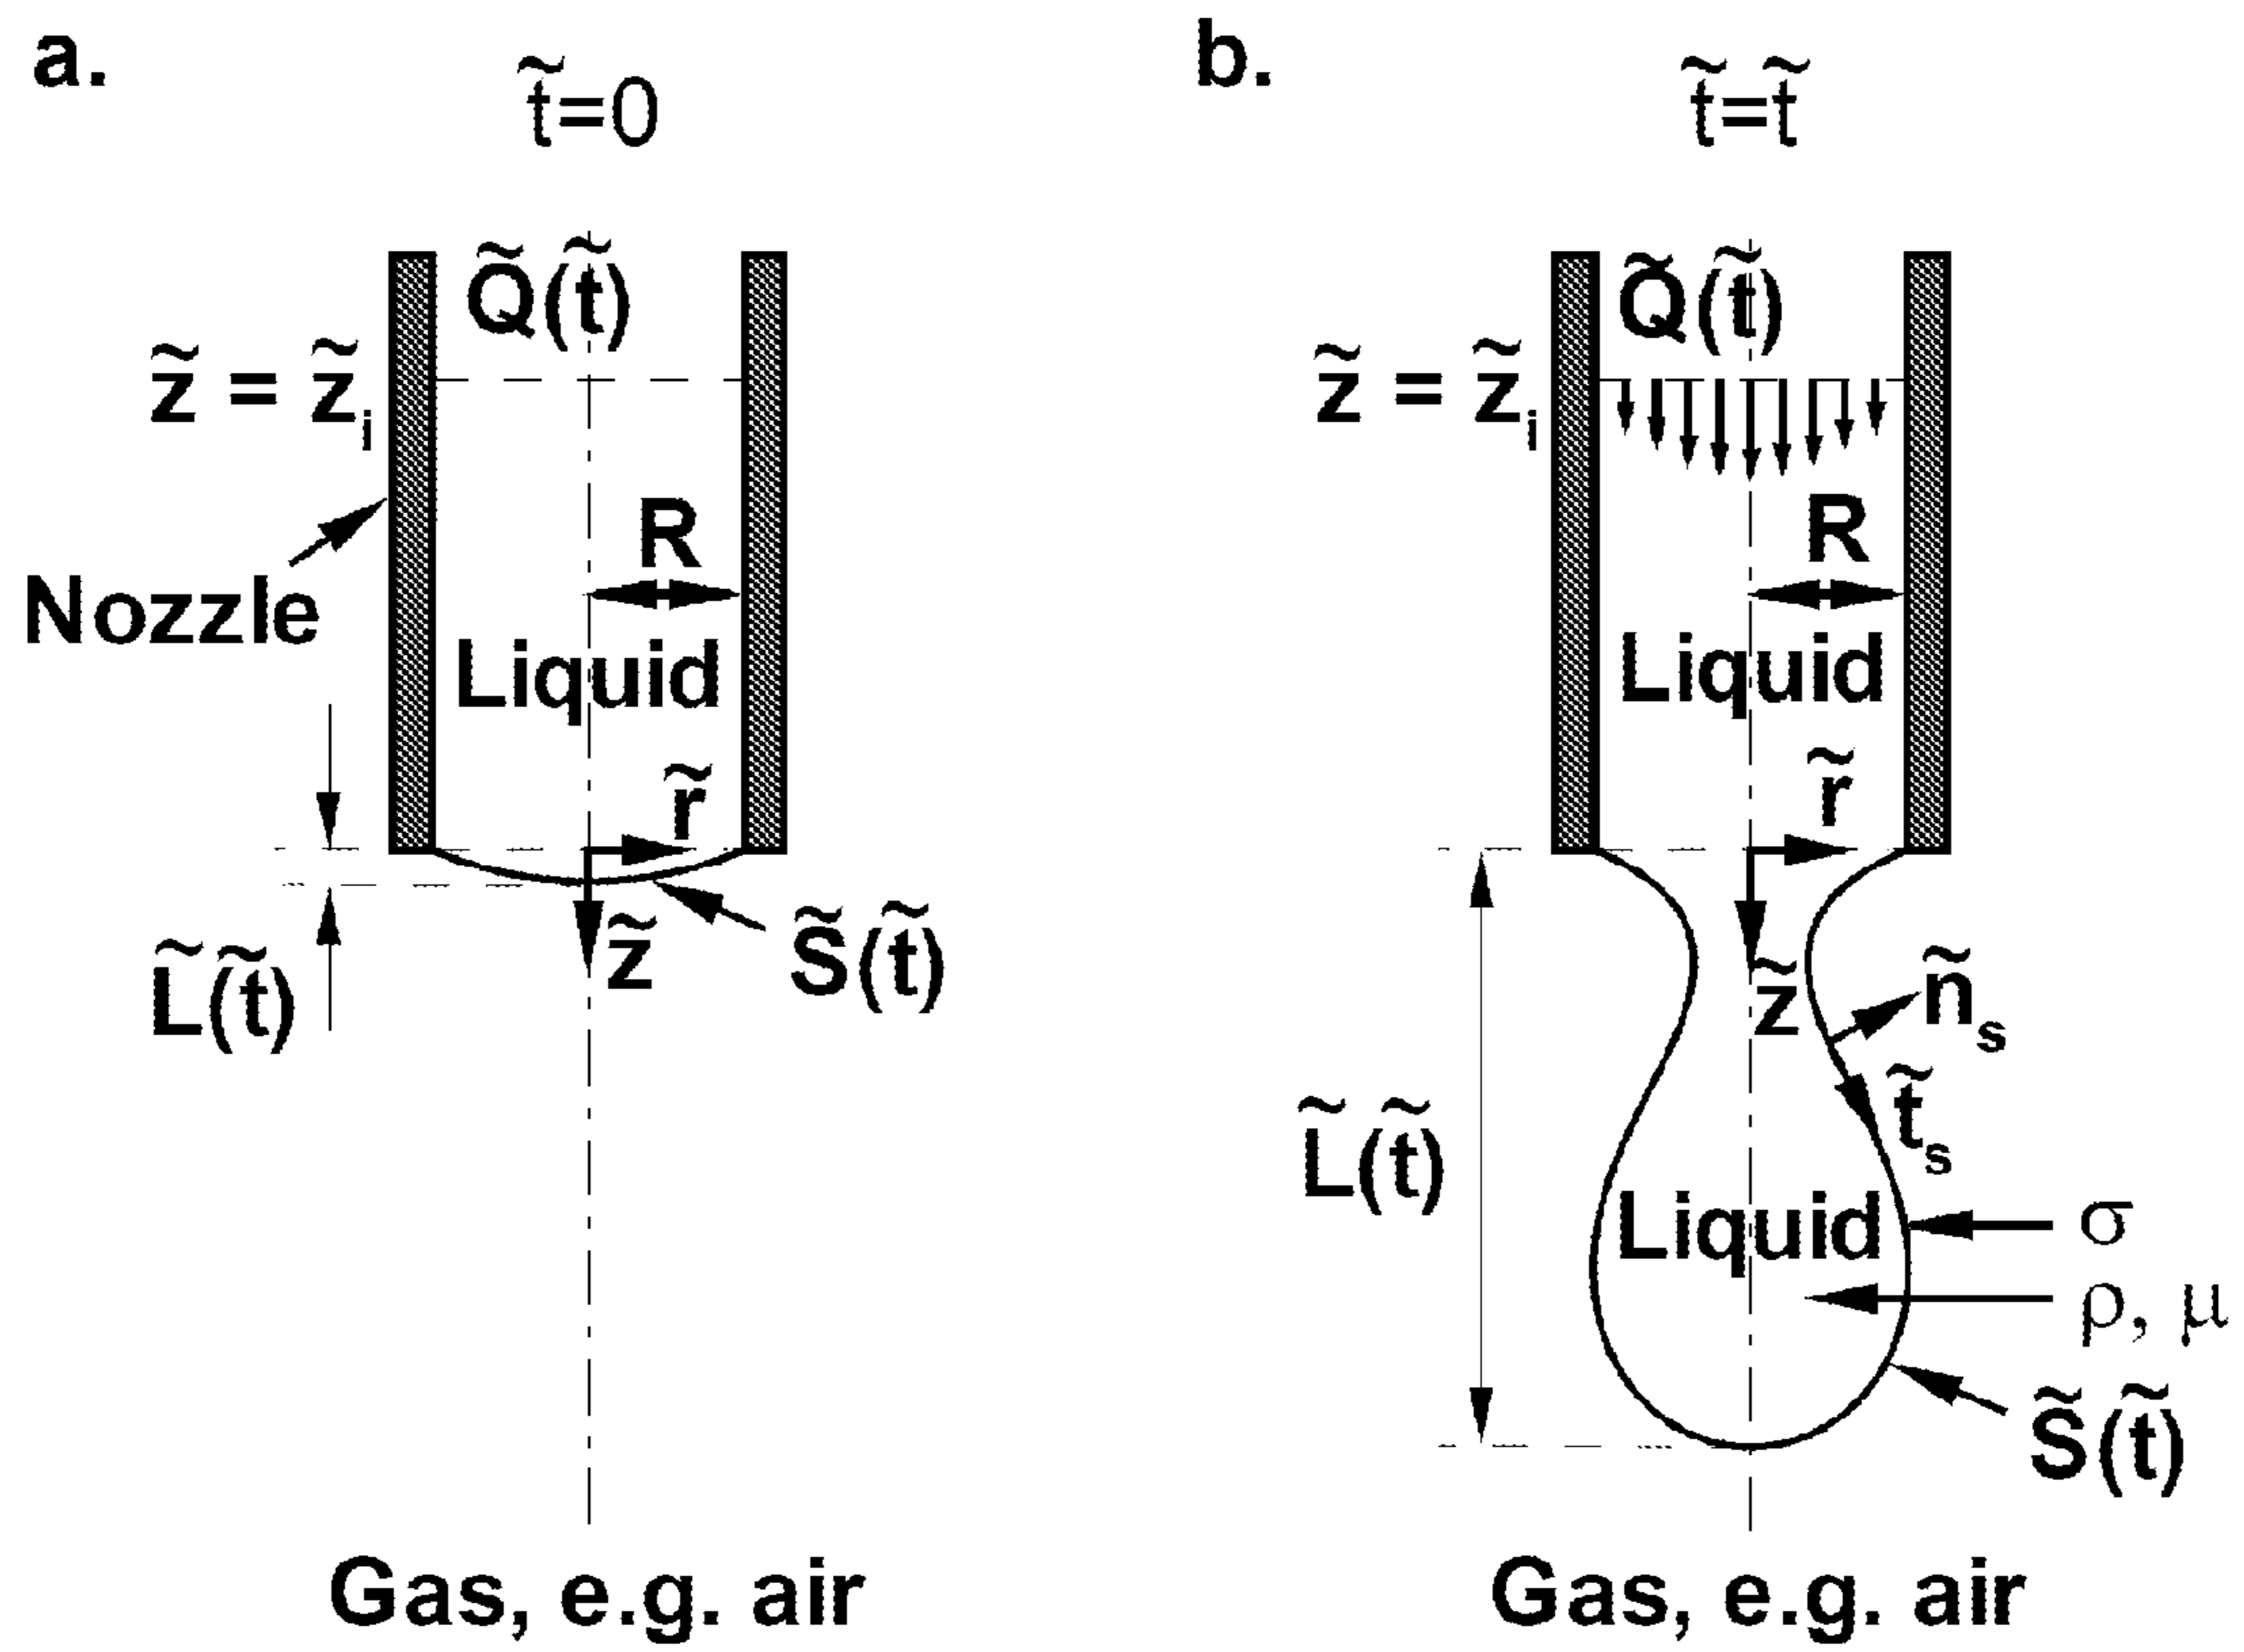 a.
t̃=0
Q̃(t̃)
z̃ = z̃ᵢ
R
Nozzle
Liquid
r̃
L̃(t̃)
z̃
S̃(t̃)
Gas, e.g. air
b.
t̃=t̃
Q̃(t̃)
z̃ = z̃ᵢ
R
Liquid
r̃
z̃
ñₛ
t̃ₛ
L̃(t̃)
Liquid
σ
ρ, μ
S̃(t̃)
Gas, e.g. air